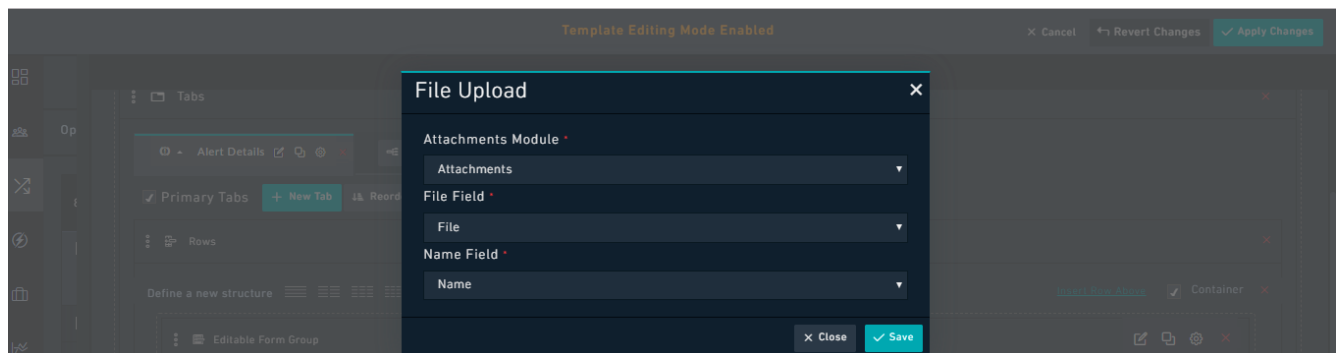 Template Editing Mode Enabled
Cancel
Revert Changes
Apply Changes
File Upload
Tabs
Op
Attachments Module *
Alert Details
Attachments
Primary Tabs
+ New Tab
File Field *
File
Rows
Name Field *
Name
Define a new structure
Insert Row Above
Container
Editable Form Group
Close
Save